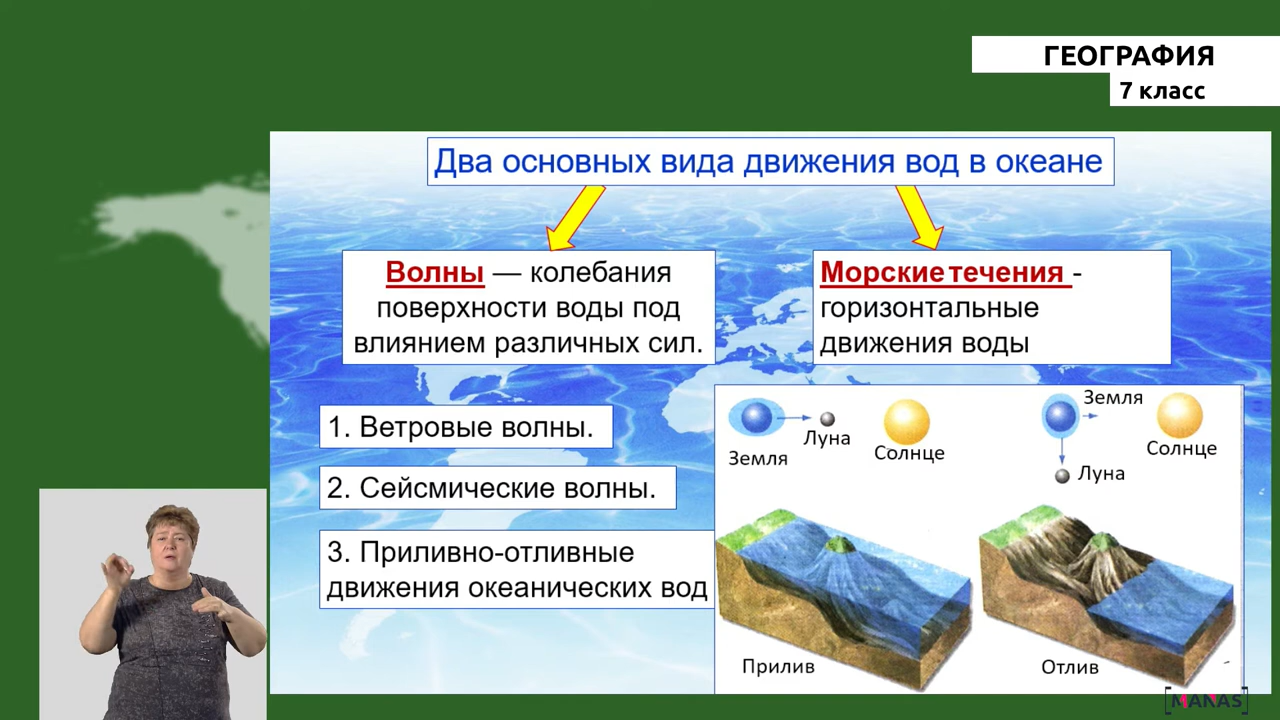 ГЕОГРАФИЯ
7 класс
Два основных вида движения вод в океане
Волны — колебания
поверхности воды под
влиянием различных сил.
Морские течения -
горизонтальные
движения воды
1. Ветровые волны.
2. Сейсмические волны.
3. Приливно-отливные
движения океанических вод
Земля
Луна
Солнце
Земля
Солнце
Луна
Прилив
Отлив
MANAS